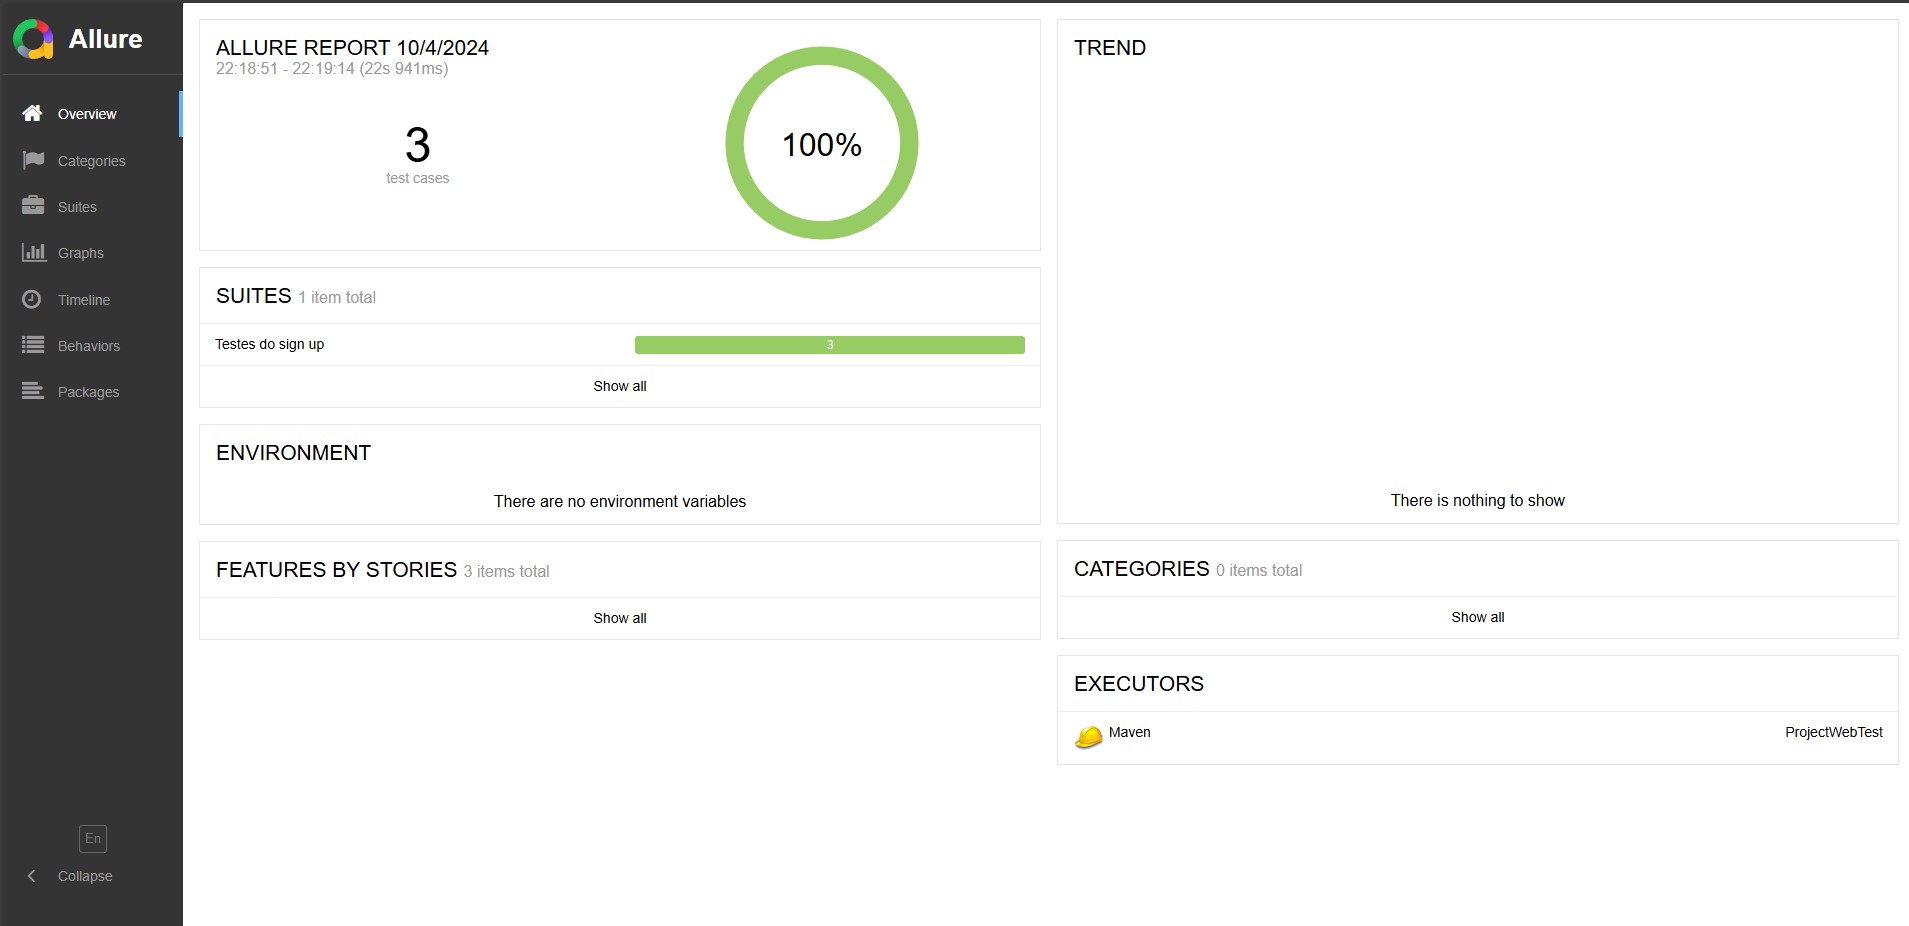 Allure
Overview
Categories
Suites
Graphs
Timeline
Behaviors
Packages
En
Collapse
ALLURE REPORT 10/4/2024
22:18:51 - 22:19:14 (22s 941ms)
3
test cases
100%
SUITES 1 item total
Testes do sign up 3
Show all
ENVIRONMENT
There are no environment variables
FEATURES BY STORIES 3 items total
Show all
TREND
There is nothing to show
CATEGORIES 0 items total
Show all
EXECUTORS
Maven ProjectWebTest